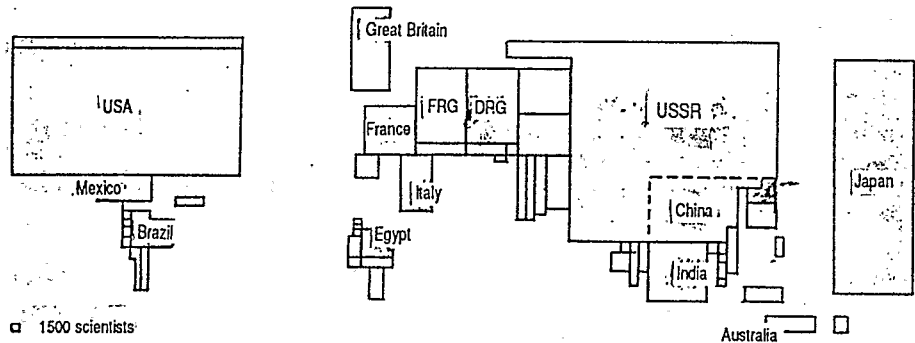 Great Britain
USA
FRG
DRG
USSR
France
Japan
Mexico
Italy
China
Brazil
Egypt
India
1500 scientists
Australia